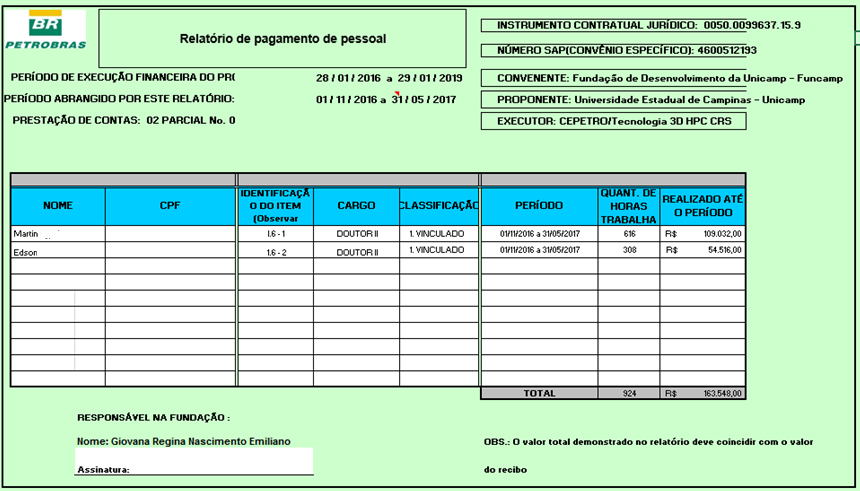 BR
PETROBRAS
Relatório de pagamento de pessoal
INSTRUMENTO CONTRATUAL JURÍDICO: 0050.0099637.15.9
NÚMERO SAP(CONVÊNIO ESPECÍFICO): 4600512193
PERÍODO DE EXECUÇÃO FINANCEIRA DO PRO 28 / 01 / 2016 a 29 / 01 / 2019
CONVENENTE: Fundação de Desenvolvimento da Unicamp - Funcamp
PERÍODO ABRANGIDO POR ESTE RELATÓRIO: 01 / 11 / 2016 a 31 / 05 / 2017
PROPONENTE: Universidade Estadual de Campinas - Unicamp
PRESTAÇÃO DE CONTAS: 02 PARCIAL No. 0
EXECUTOR: CEPETRO/Tecnologia 3D HPC CRS
NOME CPF IDENTIFICAÇÃ O DO ITEM (Observar CARGO CLASSIFICAÇÃO PERÍODO QUANT. DE HORAS TRABALHA REALIZADO ATÉ O PERÍODO
Martin 1.6 - 1 DOUTOR II 1. VINCULADO 01/11/2016 a 31/05/2017 616 R$ 109.032,00
Edson 1.6 - 2 DOUTOR II 1. VINCULADO 01/11/2016 a 31/05/2017 308 R$ 54.516,00
TOTAL 924 R$ 163.548,00
RESPONSÁVEL NA FUNDAÇÃO :
Nome: Giovana Regina Nascimento Emiliano
OBS.: O valor total demonstrado no relatório deve coincidir com o valor
Assinatura:
do recibo